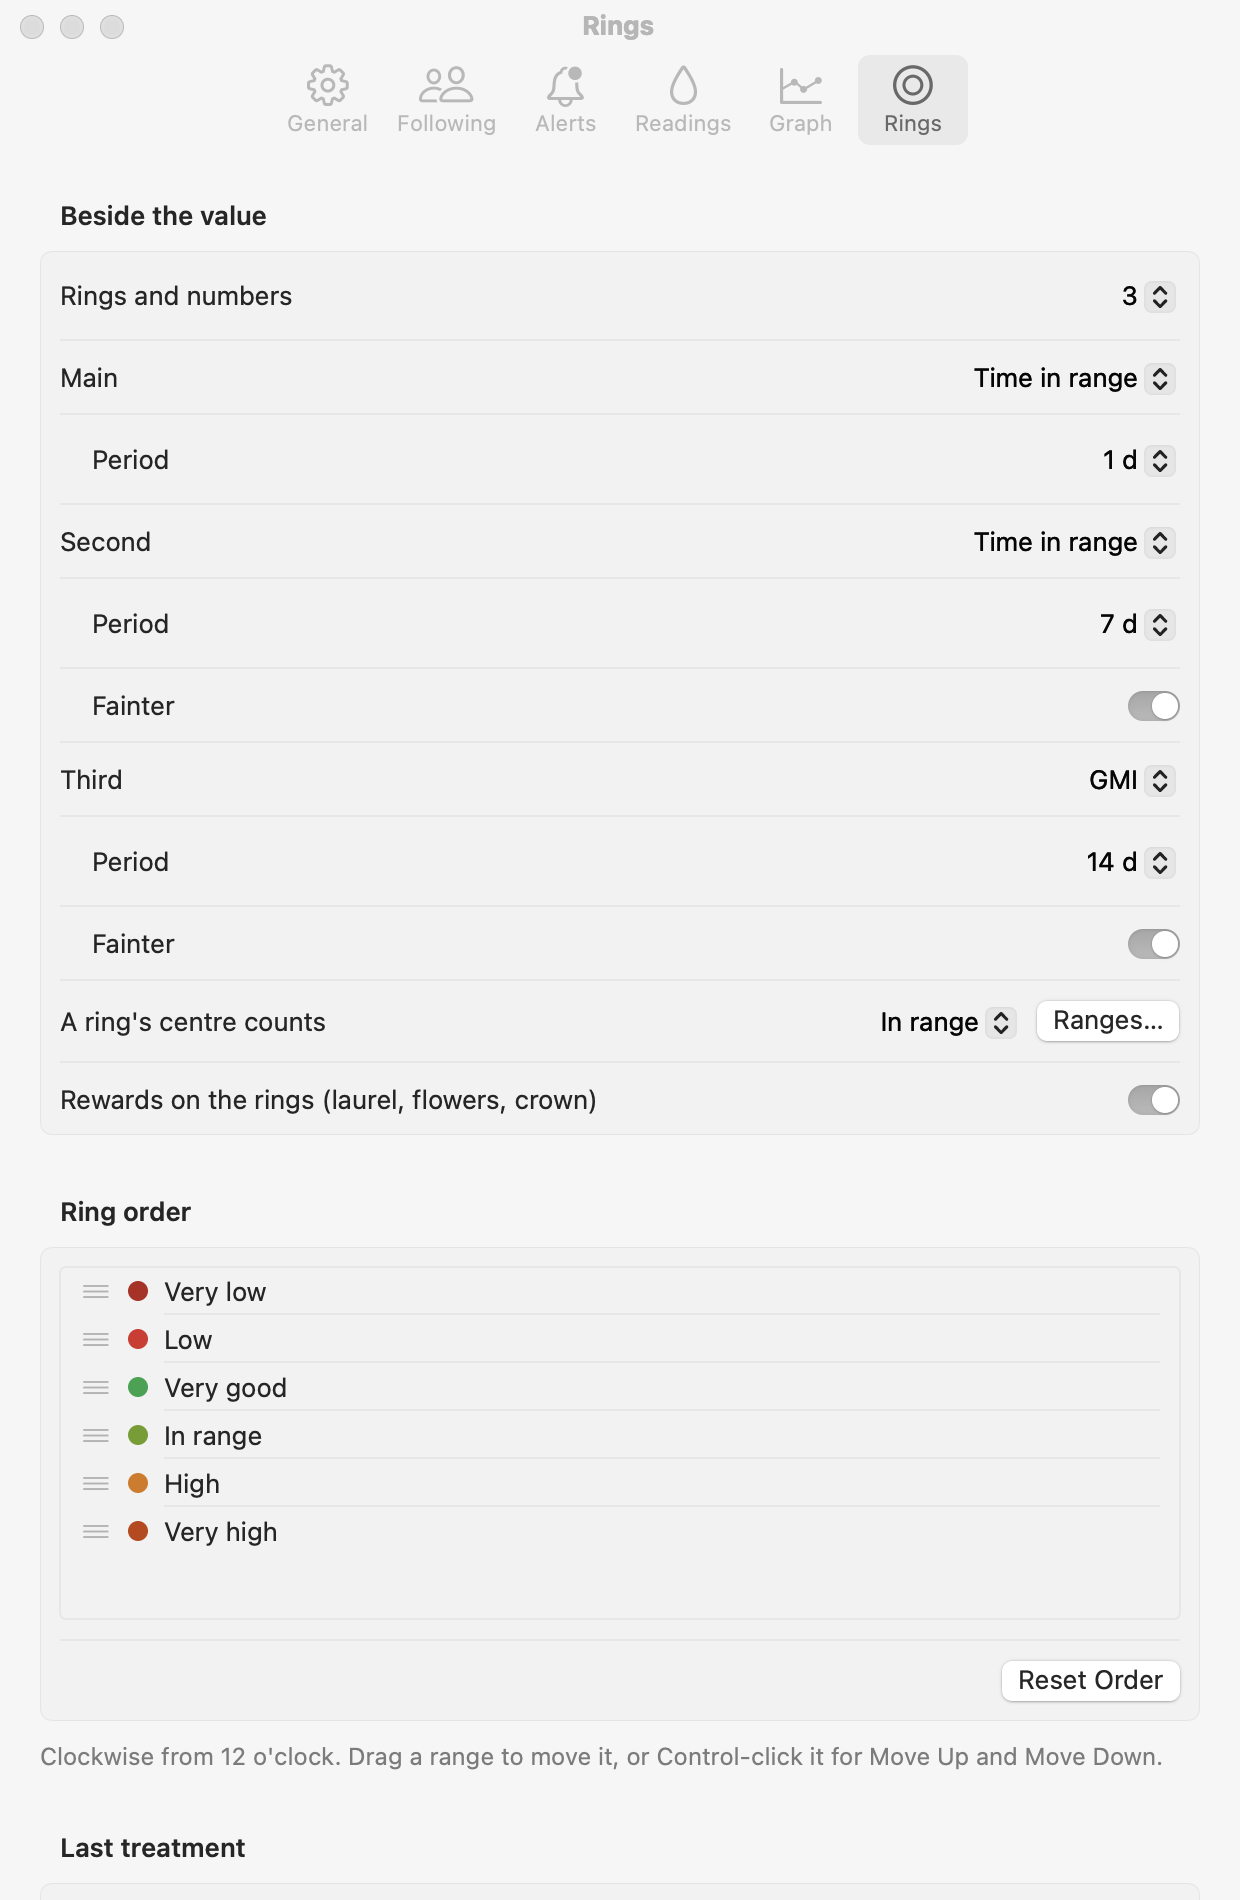 Rings
General
Following
Alerts
Readings
Graph
Rings
Beside the value
Rings and numbers 3
Main Time in range
Period 1 d
Second Time in range
Period 7 d
Fainter
Third GMI
Period 14 d
Fainter
A ring's centre counts In range Ranges...
Rewards on the rings (laurel, flowers, crown)
Ring order
Very low
Low
Very good
In range
High
Very high
Reset Order
Clockwise from 12 o'clock. Drag a range to move it, or Control-click it for Move Up and Move Down.
Last treatment